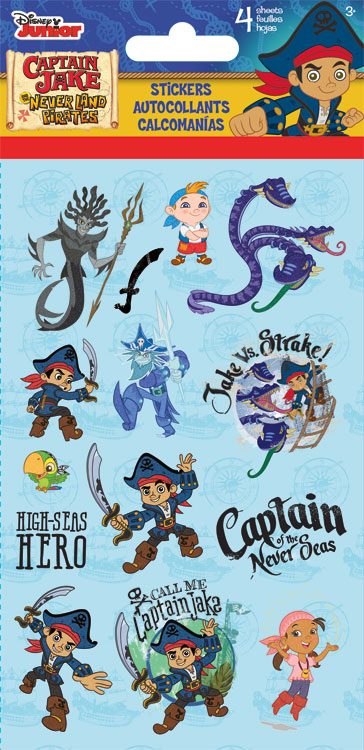 Disney
Junior
4 sheets
feuilles
hojas
3+
CAPTAIN
JAKE
AND
THE
NEVER LAND
PIRATES
STICKERS
AUTOCOLLANTS
CALCOMANÍAS
Jake Vs. Strake!
HIGH-SEAS
HERO
Captain
of the
Never Seas
CALL ME
Captain Jake